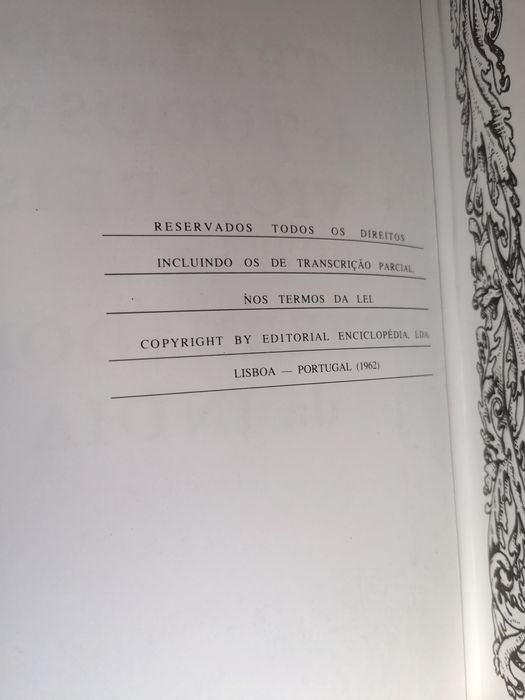 RESERVADOS TODOS OS DIREITOS
INCLUINDO OS DE TRANSCRIÇÃO PARCIAL,
NOS TERMOS DA LEI.
COPYRIGHT BY EDITORIAL ENCICLOPÉDIA, LDA.
LISBOA — PORTUGAL (1962)